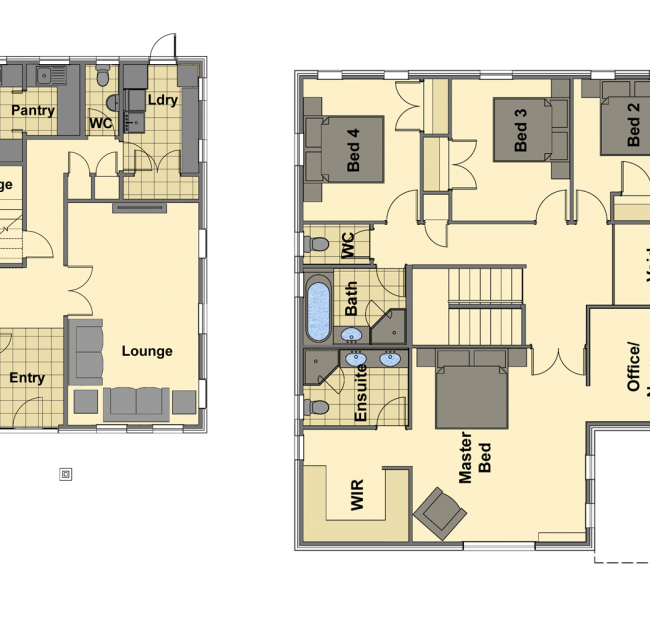 Pantry
WC
Ldry
ge
Lounge
Entry
Bed 4
Bed 3
Bed 2
WC
Bath
Ensuite
WIR
Master
Bed
Office/